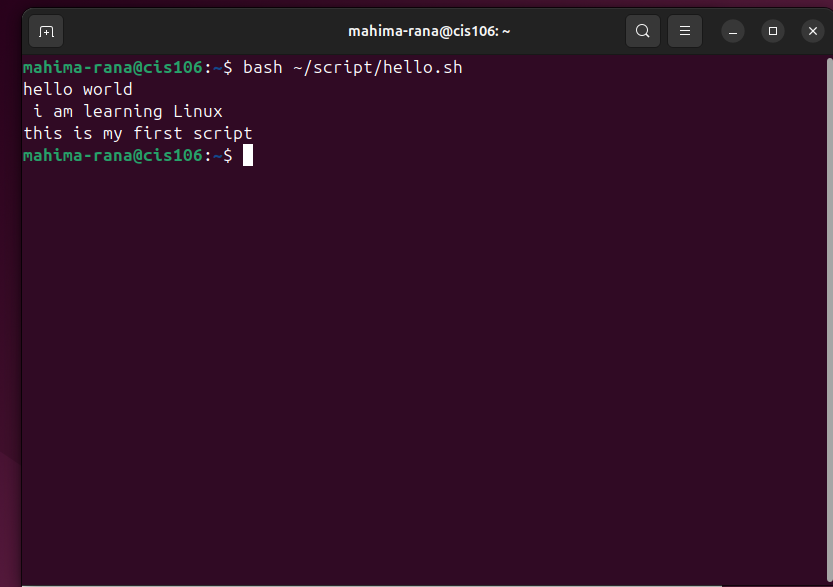 mahima-rana@cis106: ~
mahima-rana@cis106:~$ bash ~/script/hello.sh
hello world
 i am learning Linux
this is my first script
mahima-rana@cis106:~$